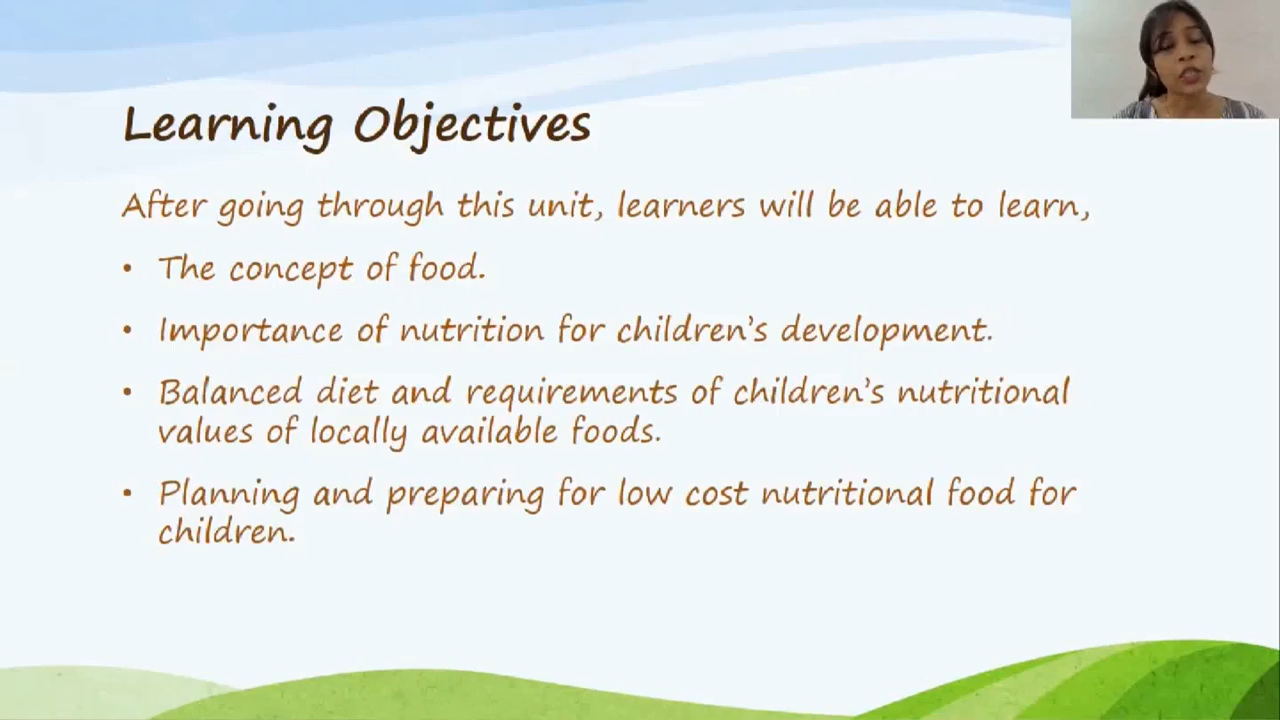 Learning Objectives
After going through this unit, learners will be able to learn,
• The concept of food.
• Importance of nutrition for children's development.
• Balanced diet and requirements of children's nutritional
values of locally available foods.
• Planning and preparing for low cost nutritional food for
children.